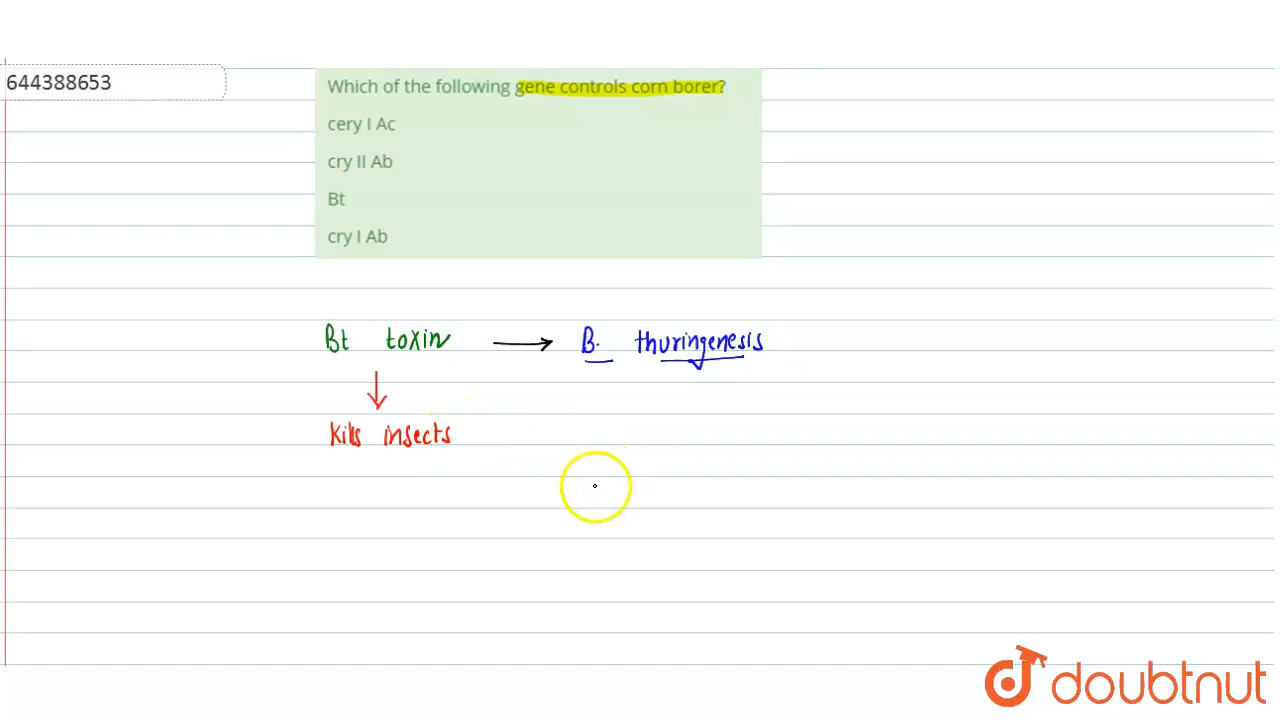 644388653
Which of the following gene controls corn borer?
cery I Ac
cry II Ab
Bt
cry I Ab
Bt toxin → B. thuringenesis
↓
Kills insects
doubtnut